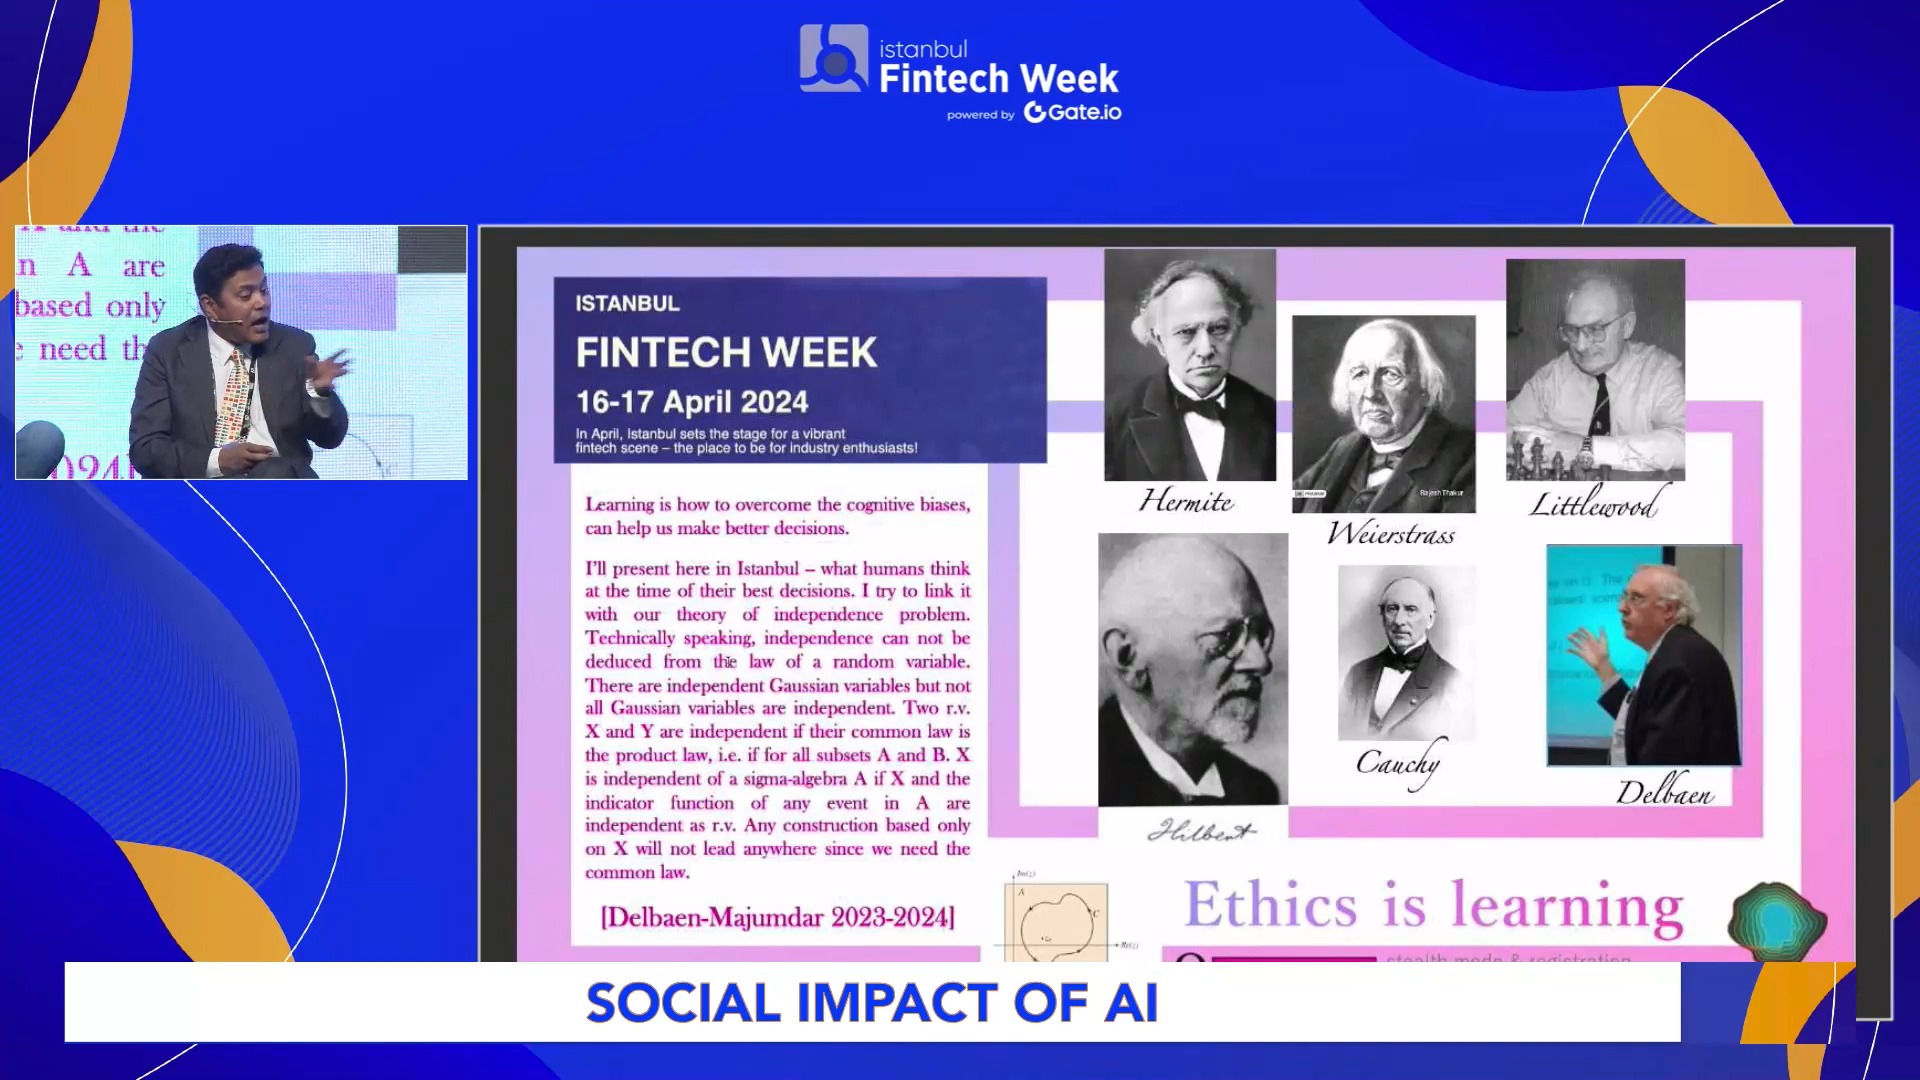 istanbul
Fintech Week
powered by Gate.io
n A are
based only
need th
2024]
ISTANBUL
FINTECH WEEK
16-17 April 2024
In April, Istanbul sets the stage for a vibrant
fintech scene – the place to be for industry enthusiasts!
Learning is how to overcome the cognitive biases,
can help us make better decisions.
I'll present here in Istanbul – what humans think
at the time of their best decisions. I try to link it
with our theory of independence problem.
Technically speaking, independence can not be
deduced from the law of a random variable.
There are independent Gaussian variables but not
all Gaussian variables are independent. Two r.v.
X and Y are independent if their common law is
the product law, i.e. if for all subsets A and B. X
is independent of a sigma-algebra A if X and the
indicator function of any event in A are
independent as r.v. Any construction based only
on X will not lead anywhere since we need the
common law.
[Delbaen-Majumdar 2023-2024]
Hermite
Rajesh Thakur
Weierstrass
Littlewood
Hilbert
Cauchy
Delbaen
Im(z)
A
C
Re(z)
Ethics is learning
stealth mode & registration
SOCIAL IMPACT OF AI